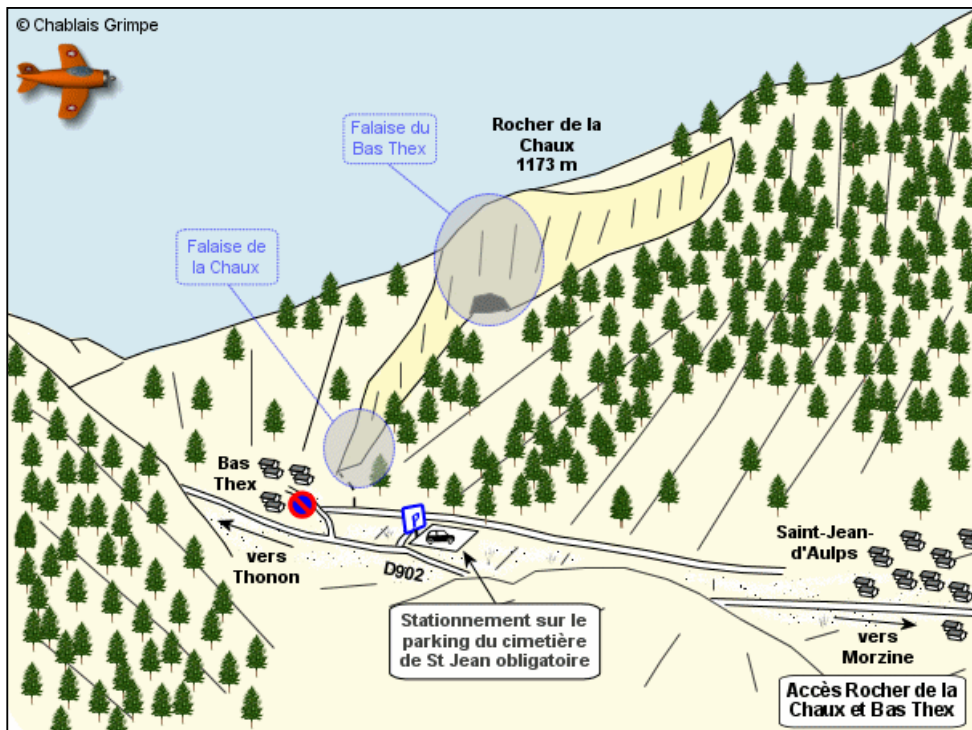 © Chablais Grimpe
Falaise du
Bas Thex
Rocher de la
Chaux
1173 m
Falaise de
la Chaux
Bas
Thex
P
Saint-Jean-
d'Aulps
vers
Thonon
D902
Stationnement sur le
parking du cimetière
de St Jean obligatoire
vers
Morzine
Accès Rocher de la
Chaux et Bas Thex